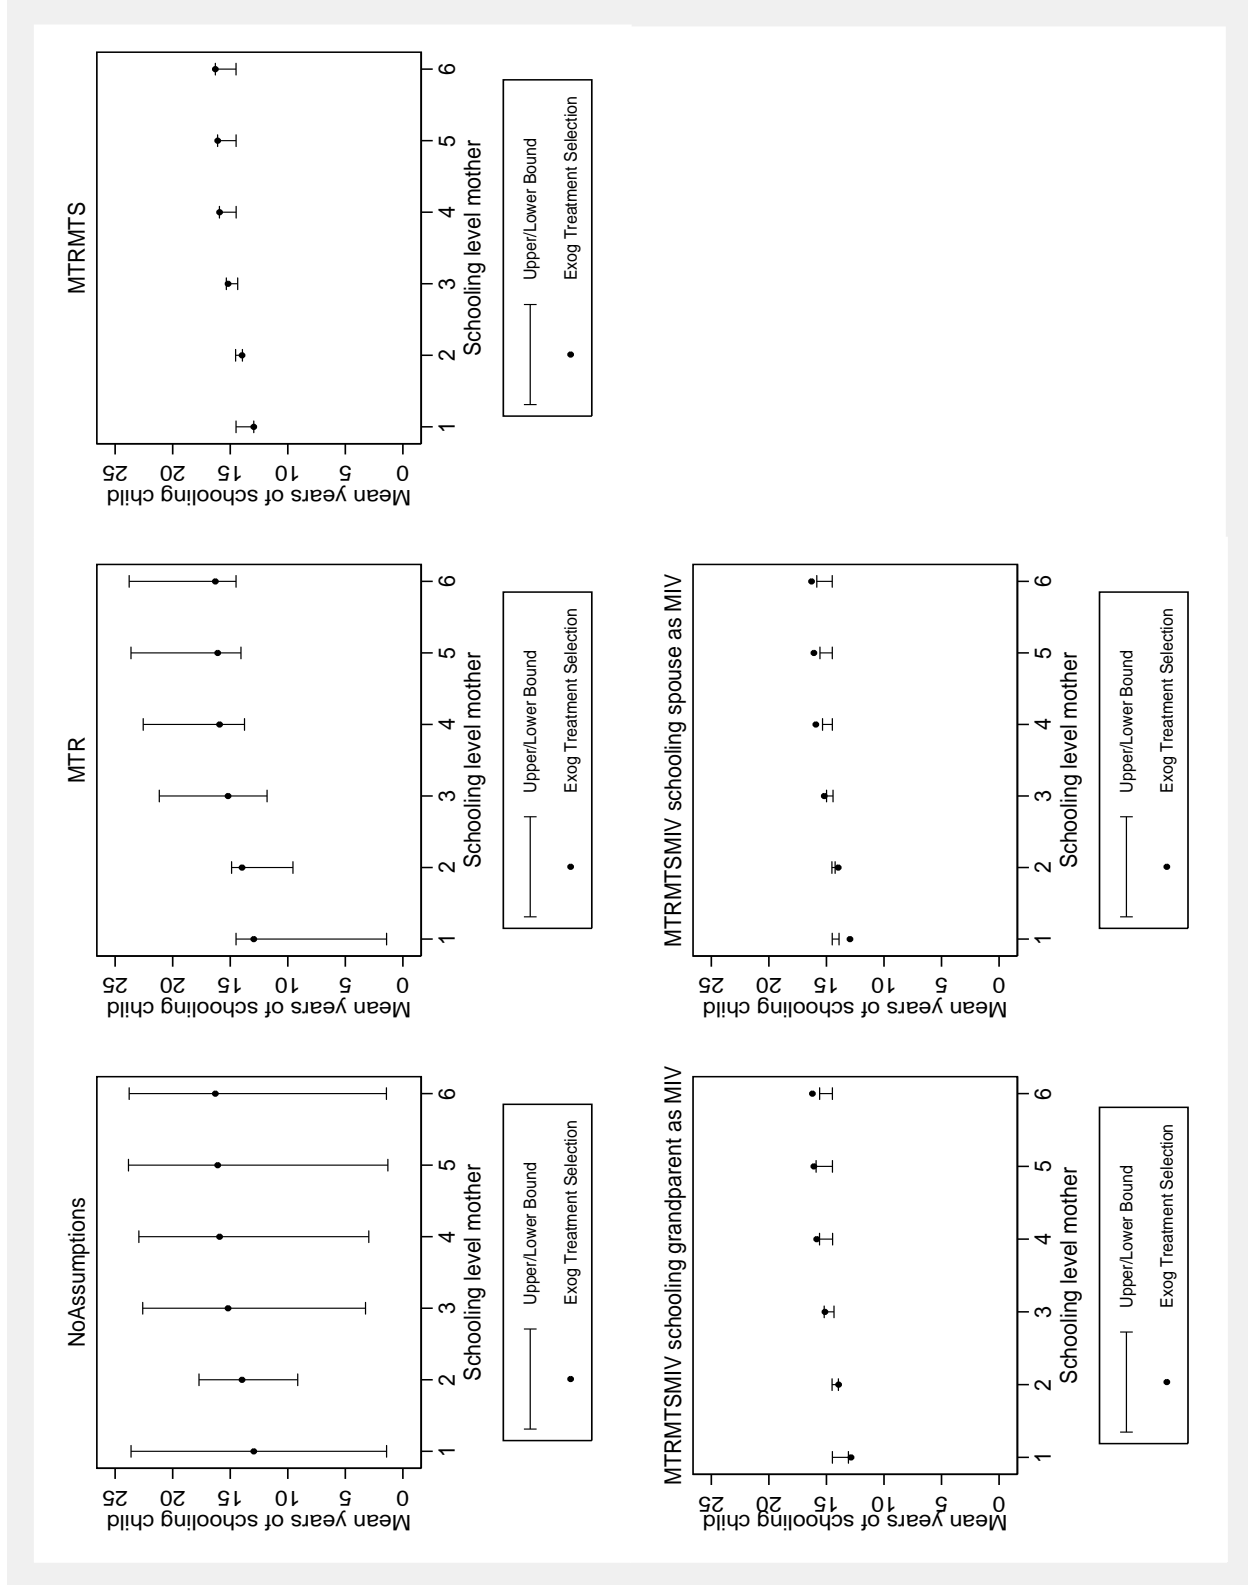 NoAssumptions
Mean years of schooling child
0 5 10 15 20 25
1 2 3 4 5 6
Schooling level mother
Upper/Lower Bound
Exog Treatment Selection
MTR
Mean years of schooling child
0 5 10 15 20 25
1 2 3 4 5 6
Schooling level mother
Upper/Lower Bound
Exog Treatment Selection
MTRMTS
Mean years of schooling child
0 5 10 15 20 25
1 2 3 4 5 6
Schooling level mother
Upper/Lower Bound
Exog Treatment Selection
MTRMTSMIV schooling grandparent as MIV
Mean years of schooling child
0 5 10 15 20 25
1 2 3 4 5 6
Schooling level mother
Upper/Lower Bound
Exog Treatment Selection
MTRMTSMIV schooling spouse as MIV
Mean years of schooling child
0 5 10 15 20 25
1 2 3 4 5 6
Schooling level mother
Upper/Lower Bound
Exog Treatment Selection